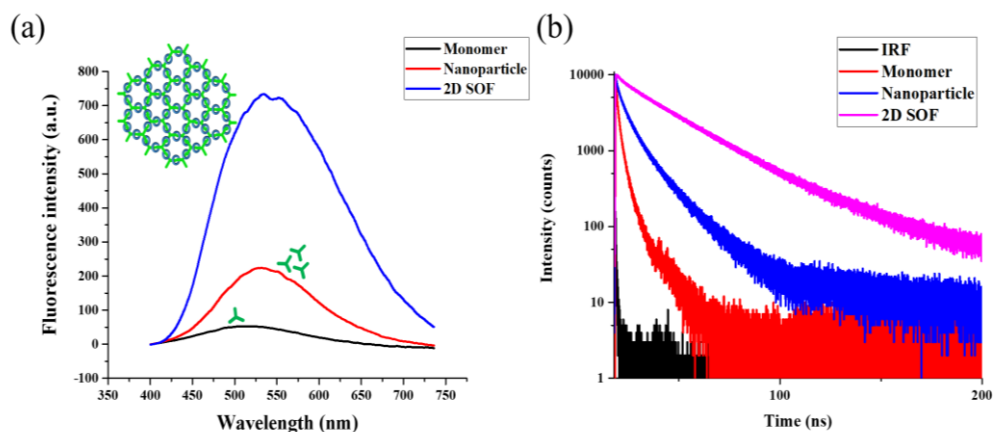 (a)
Monomer
Nanoparticle
2D SOF
800
700
600
500
400
300
200
100
0
-100
350 400 450 500 550 600 650 700 750
Fluorescence intensity (a.u.)
Wavelength (nm)
(b)
IRF
Monomer
Nanoparticle
2D SOF
10000
1000
100
10
1
100 200
Intensity (counts)
Time (ns)